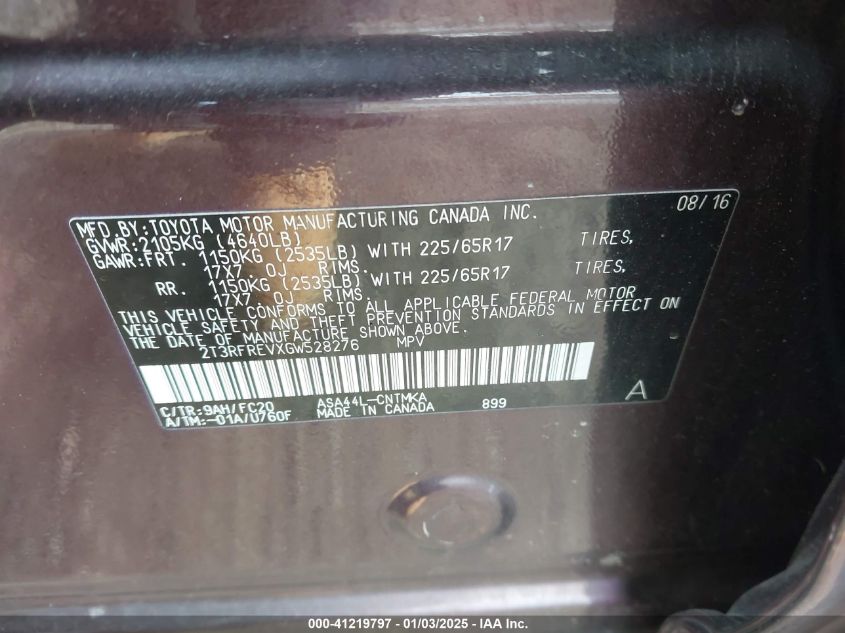 MFD.BY:TOYOTA MOTOR MANUFACTURING CANADA INC. 08/16
GVWR:2105KG (4640LB)
GAWR:FRT. 1150KG (2535LB) WITH 225/65R17 TIRES,
17X7 OJ RIMS.
RR. 1150KG (2535LB) WITH 225/65R17 TIRES,
17X7 OJ RIMS.
THIS VEHICLE CONFORMS TO ALL APPLICABLE FEDERAL MOTOR
VEHICLE SAFETY AND THEFT PREVENTION STANDARDS IN EFFECT ON
THE DATE OF MANUFACTURE SHOWN ABOVE.
2T3RFREVXGW528276 MPV
C/TR:9AH/FC20 ASA44L-CNTMKA A
A/TM:-01A/U760F MADE IN CANADA 899
000-41219797 - 01/03/2025 - IAA Inc.